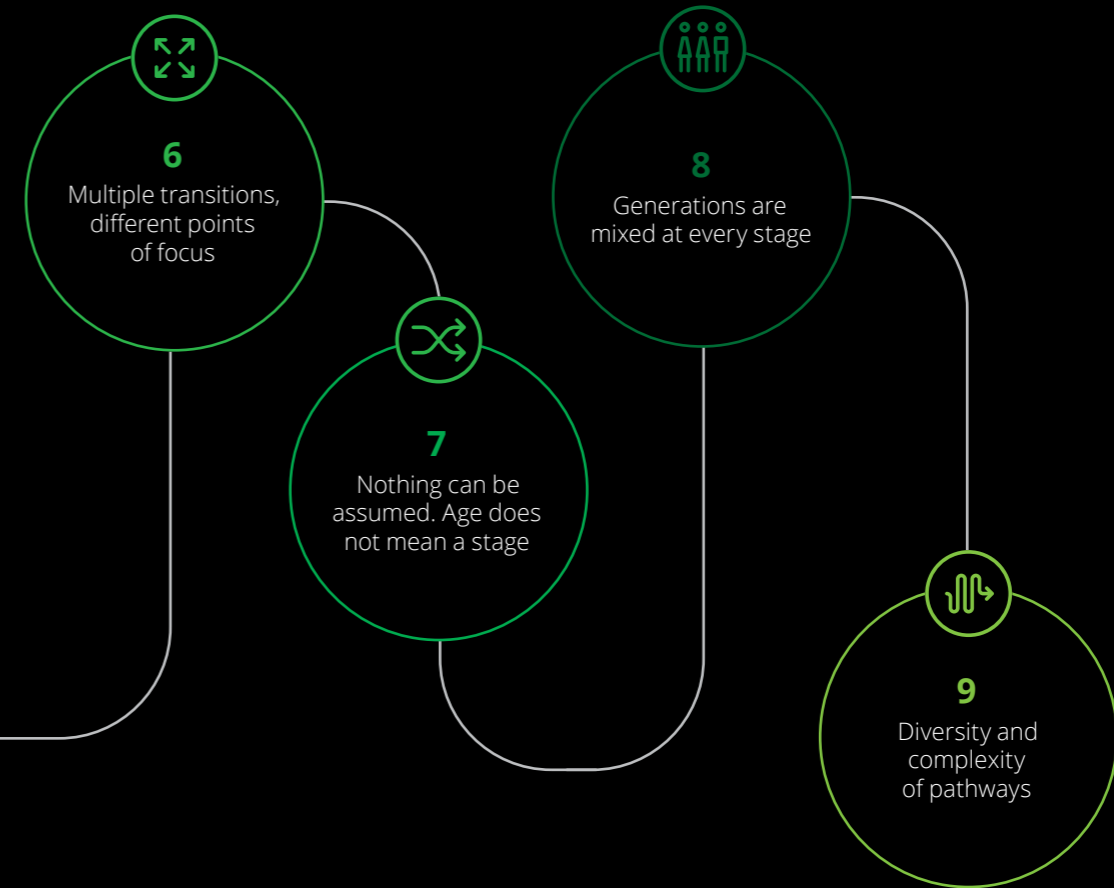 6
Multiple transitions,
different points
of focus
7
Nothing can be
assumed. Age does
not mean a stage
8
Generations are
mixed at every stage
9
Diversity and
complexity
of pathways